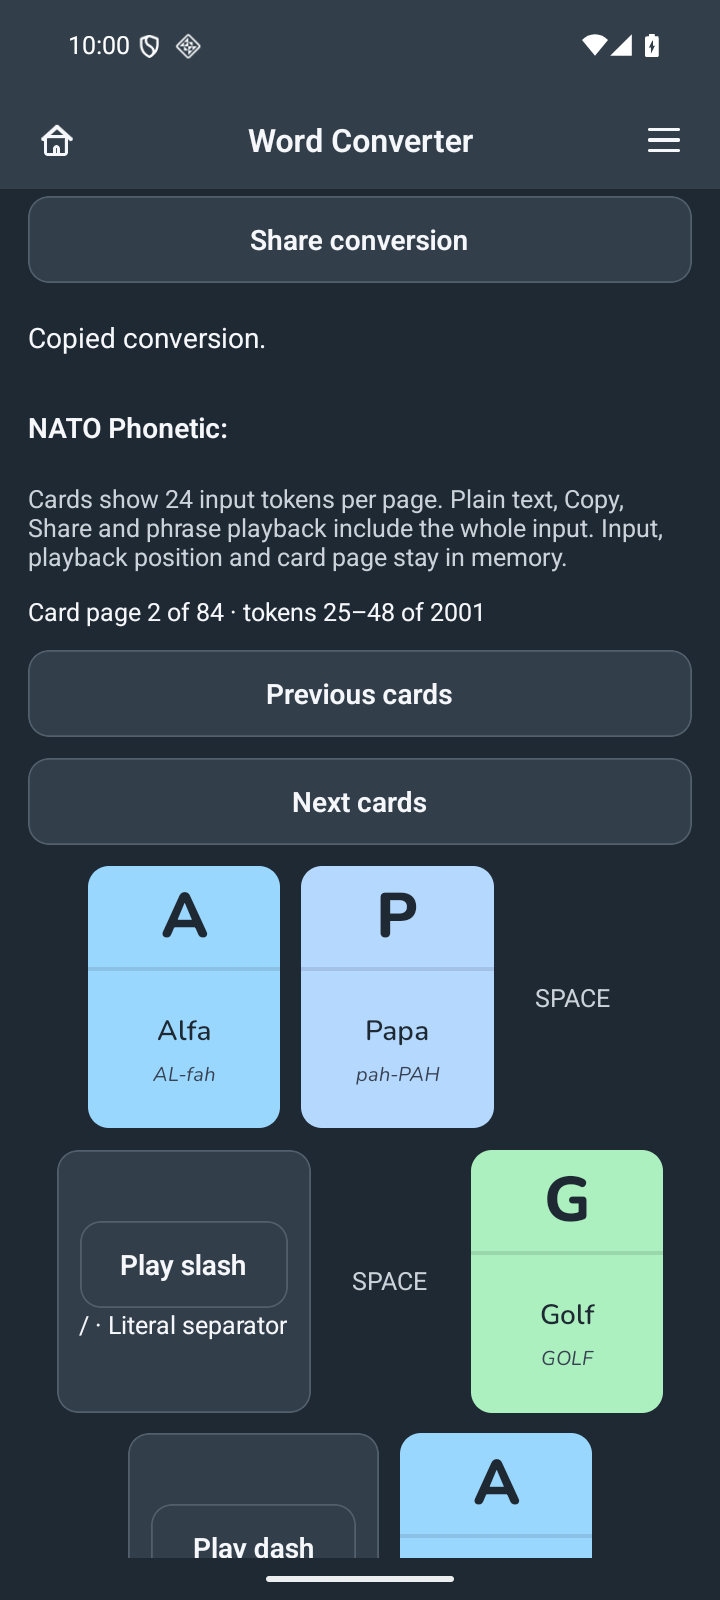 10:00
Word Converter
Share conversion
Copied conversion.
NATO Phonetic:
Cards show 24 input tokens per page. Plain text, Copy,
Share and phrase playback include the whole input. Input,
playback position and card page stay in memory.
Card page 2 of 84 · tokens 25–48 of 2001
Previous cards
Next cards
A
Alfa
AL-fah
P
Papa
pah-PAH
SPACE
Play slash
/ · Literal separator
SPACE
G
Golf
GOLF
Play dash
A